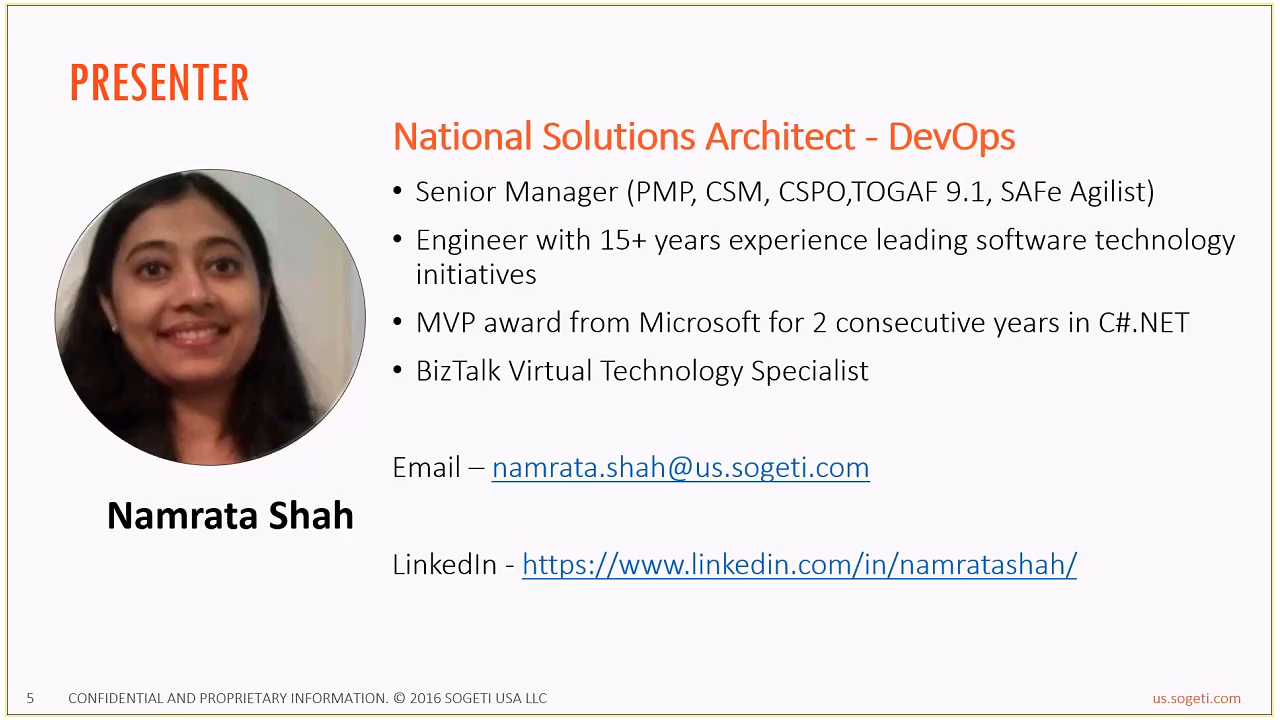 PRESENTER
National Solutions Architect - DevOps
• Senior Manager (PMP, CSM, CSPO,TOGAF 9.1, SAFe Agilist)
• Engineer with 15+ years experience leading software technology
initiatives
• MVP award from Microsoft for 2 consecutive years in C#.NET
• BizTalk Virtual Technology Specialist
Email – namrata.shah@us.sogeti.com
Namrata Shah
LinkedIn - https://www.linkedin.com/in/namratashah/
5 CONFIDENTIAL AND PROPRIETARY INFORMATION. © 2016 SOGETI USA LLC
us.sogeti.com